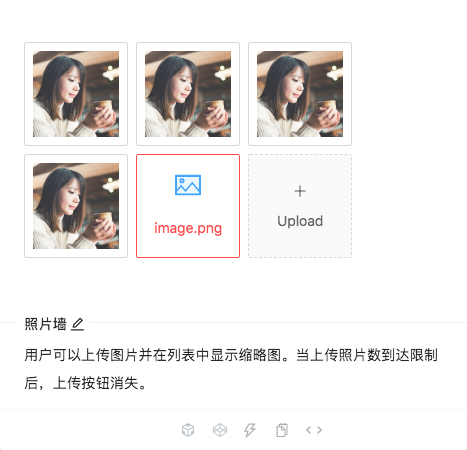 image.png
Upload
照片墙
用户可以上传图片并在列表中显示缩略图。当上传照片数到达限制
后，上传按钮消失。